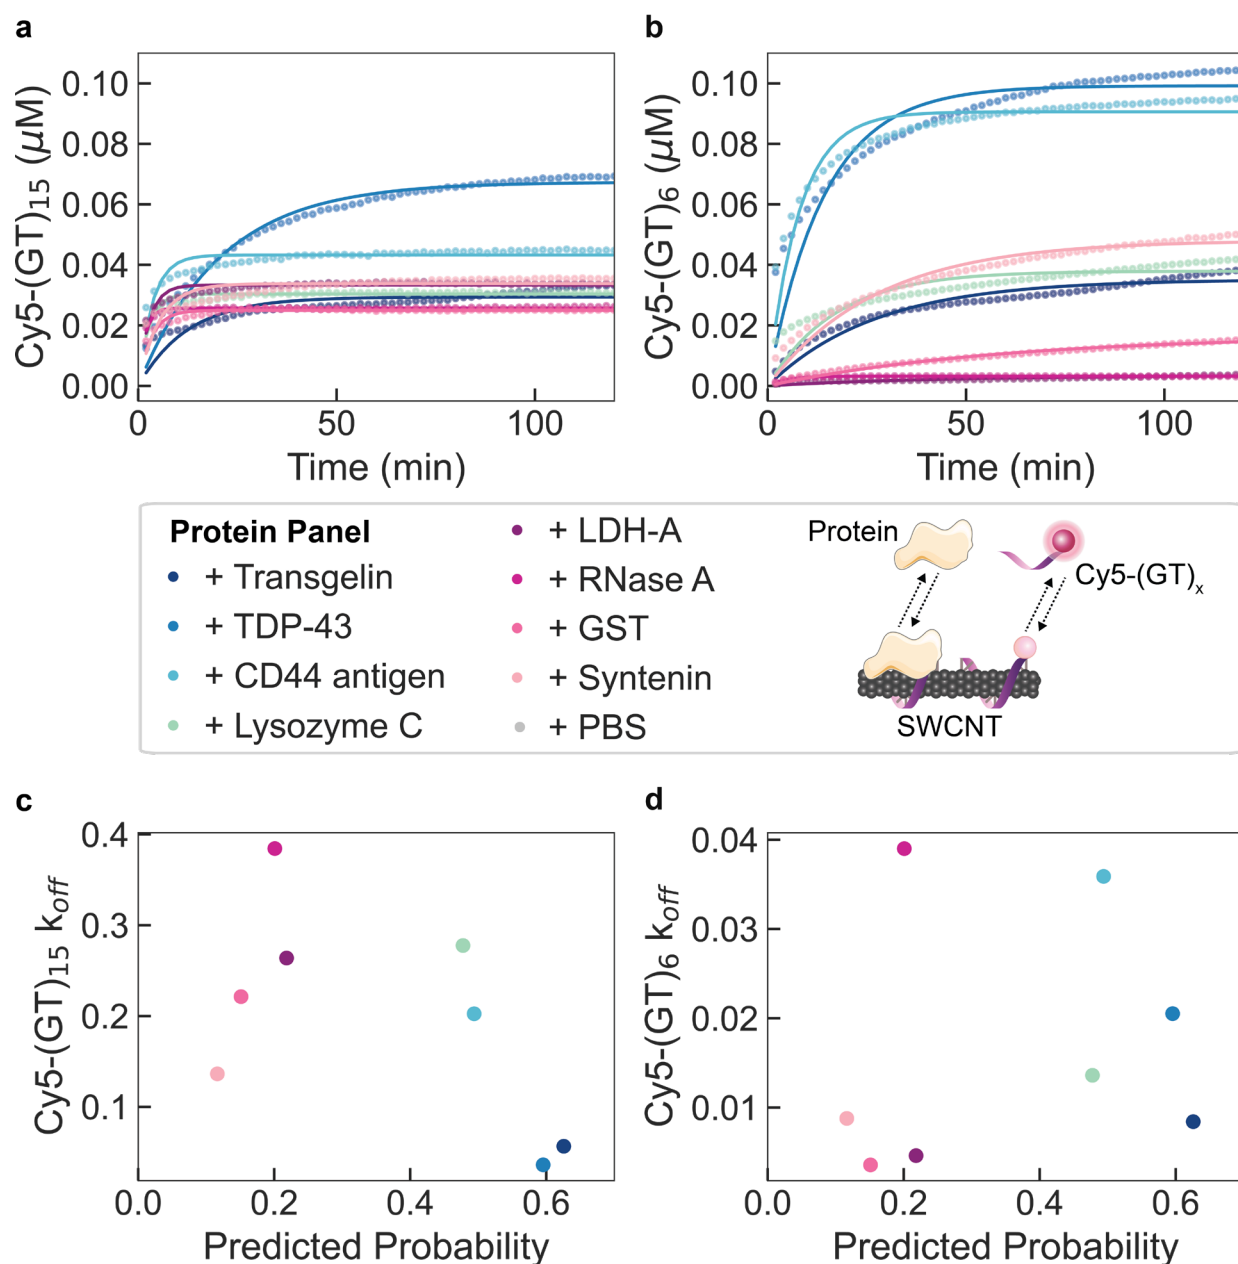 a
Cy5-(GT)₁₅ (μM)
0.10
0.08
0.06
0.04
0.02
0.00
0
50
100
Time (min)
b
Cy5-(GT)₆ (μM)
0.10
0.08
0.06
0.04
0.02
0.00
0
50
100
Time (min)
Protein Panel
+ Transgelin
+ TDP-43
+ CD44 antigen
+ Lysozyme C
+ LDH-A
+ RNase A
+ GST
+ Syntenin
+ PBS
Protein
Cy5-(GT)ₓ
SWCNT
c
Cy5-(GT)₁₅ k_off
0.4
0.3
0.2
0.1
0.0
0.2
0.4
0.6
Predicted Probability
d
Cy5-(GT)₆ k_off
0.04
0.03
0.02
0.01
0.0
0.2
0.4
0.6
Predicted Probability